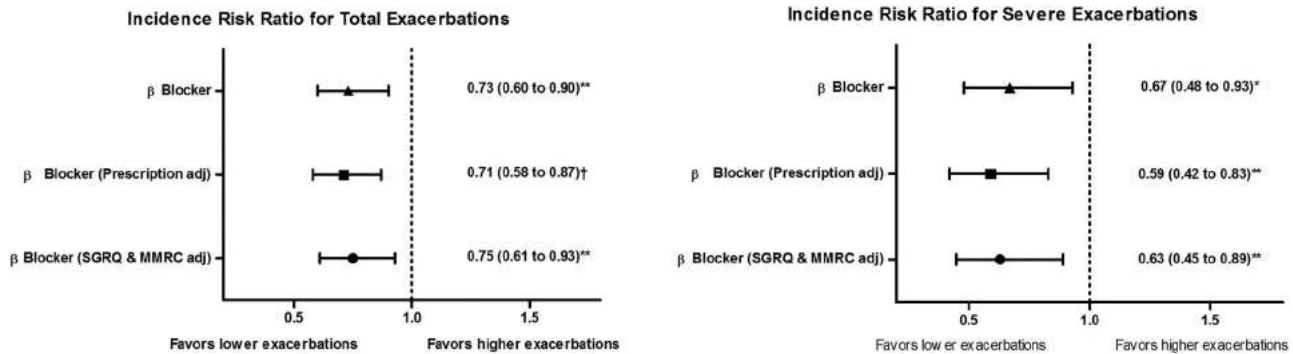 Incidence Risk Ratio for Total Exacerbations
β Blocker
0.73 (0.60 to 0.90)**
β Blocker (Prescription adj)
0.71 (0.58 to 0.87)†
β Blocker (SGRQ & MMRC adj)
0.75 (0.61 to 0.93)**
0.5 1.0 1.5
Favors lower exacerbations Favors higher exacerbations
Incidence Risk Ratio for Severe Exacerbations
β Blocker
0.67 (0.48 to 0.93)*
β Blocker (Prescription adj)
0.59 (0.42 to 0.83)**
β Blocker (SGRQ & MMRC adj)
0.63 (0.45 to 0.89)**
0.5 1.0 1.5
Favors lower exacerbations Favors higher exacerbations